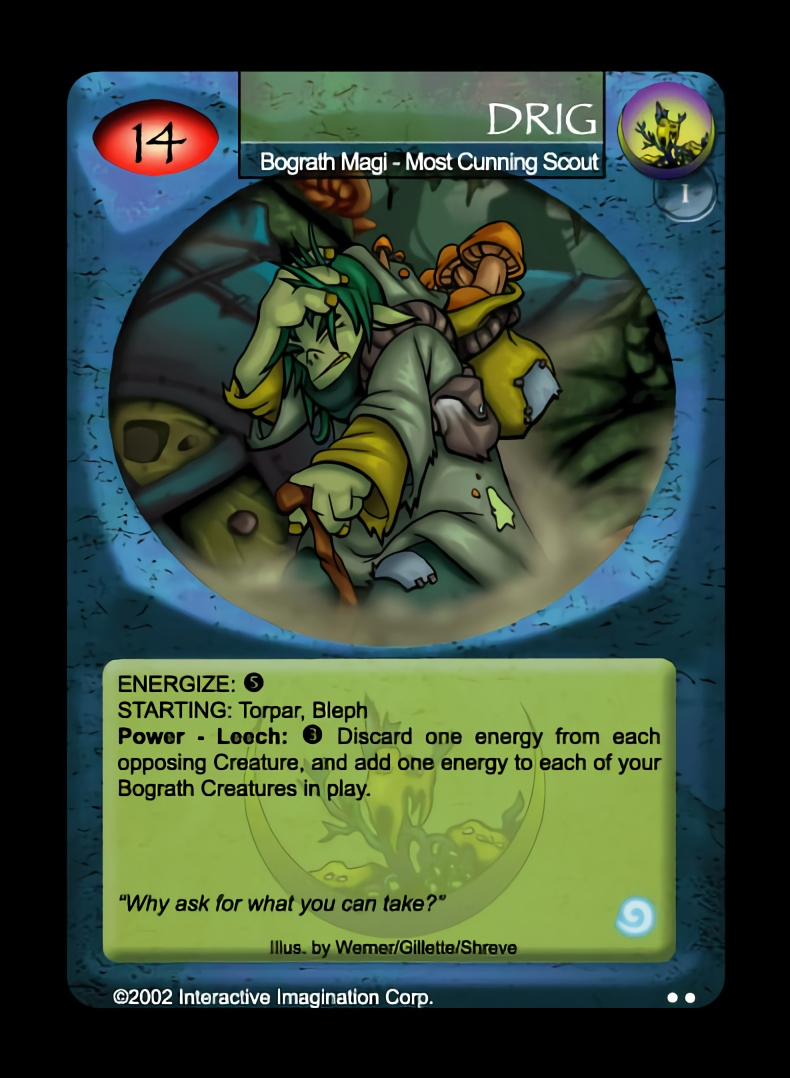 14
DRIG
Bograth Magi - Most Cunning Scout
1
ENERGIZE: 5
STARTING: Torpar, Bleph
Power - Leech: 3 Discard one energy from each
opposing Creature, and add one energy to each of your
Bograth Creatures in play.
“Why ask for what you can take?”
Illus. by Werner/Gillette/Shreve
©2002 Interactive Imagination Corp.